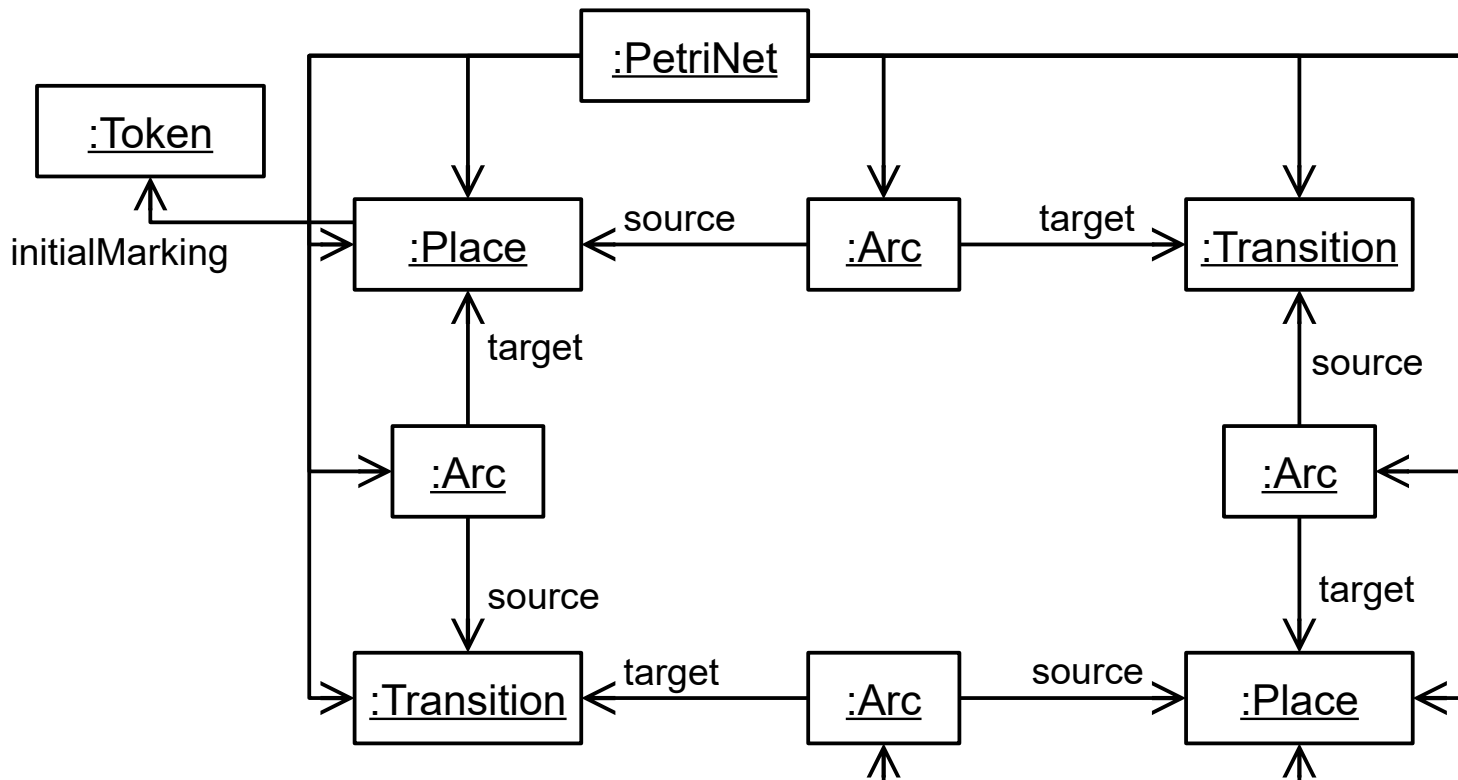 :PetriNet
:Token
source
target
:Place
:Arc
:Transition
initialMarking
target
source
:Arc
:Arc
source
target
target
source
:Transition
:Arc
:Place